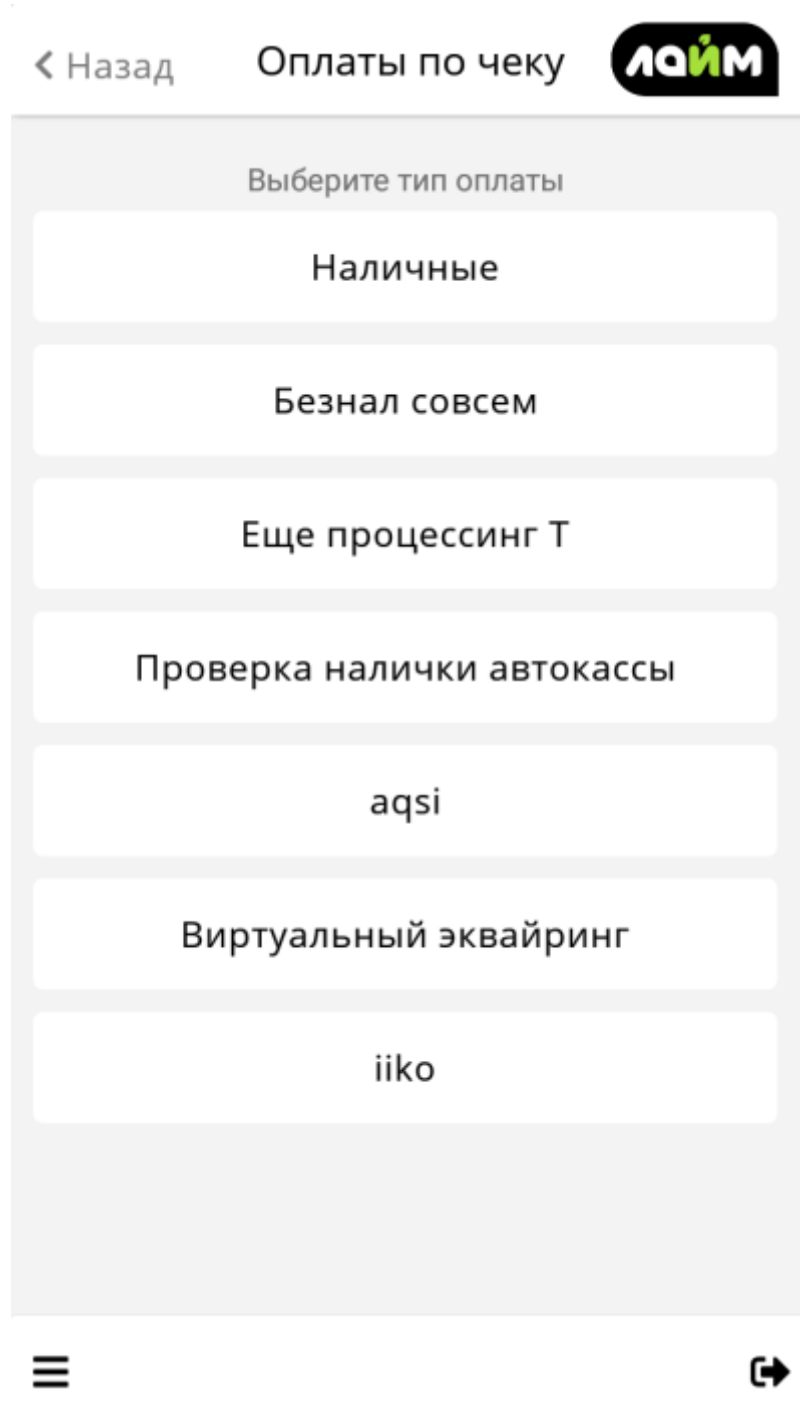 Назад
Оплаты по чеку
лайм
Выберите тип оплаты
Наличные
Безнал совсем
Еще процессинг Т
Проверка налички автокассы
aqsi
Виртуальный эквайринг
iiko